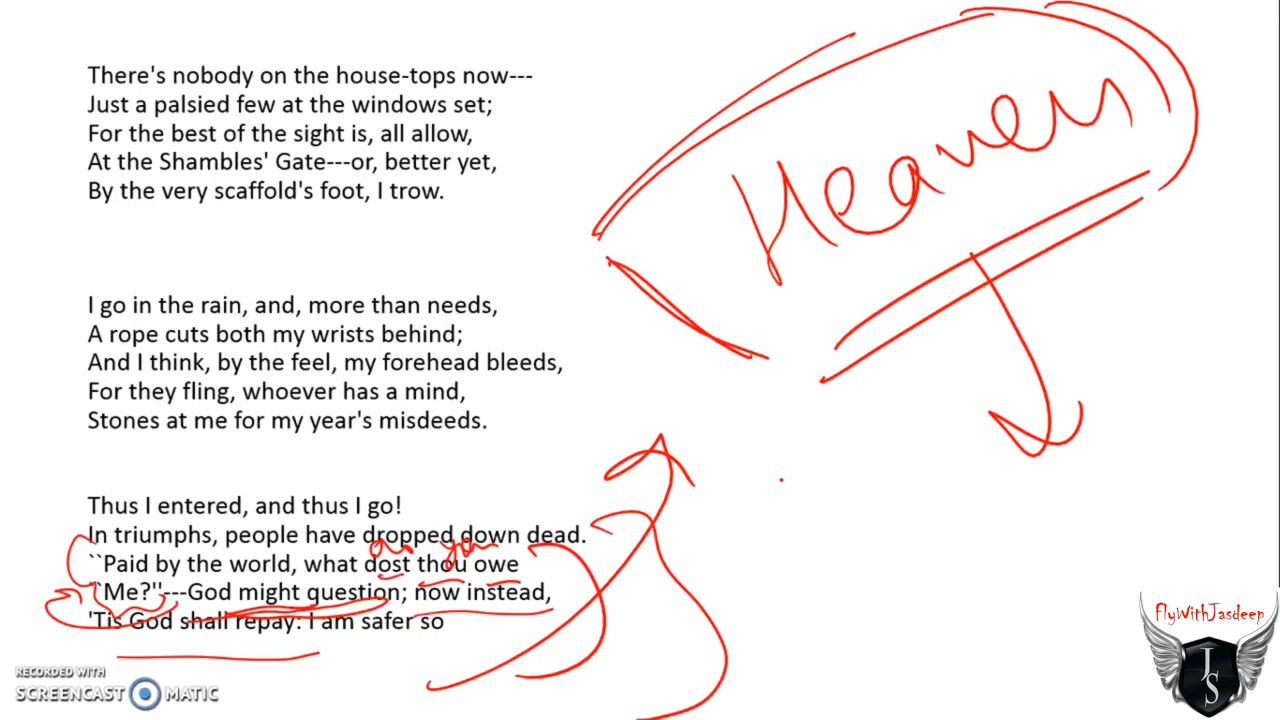 There's nobody on the house-tops now---
Just a palsied few at the windows set;
For the best of the sight is, all allow,
At the Shambles' Gate---or, better yet,
By the very scaffold's foot, I trow.
Heaven
I go in the rain, and, more than needs,
A rope cuts both my wrists behind;
And I think, by the feel, my forehead bleeds,
For they fling, whoever has a mind,
Stones at me for my year's misdeeds.
Thus I entered, and thus I go!
In triumphs, people have dropped down dead.
you
``Paid by the world, what dost thou owe
``Me?''---God might question; now instead,
'Tis God shall repay: I am safer so
FlyWithJasdeep
JS
RECORDED WITH
SCREENCAST MATIC